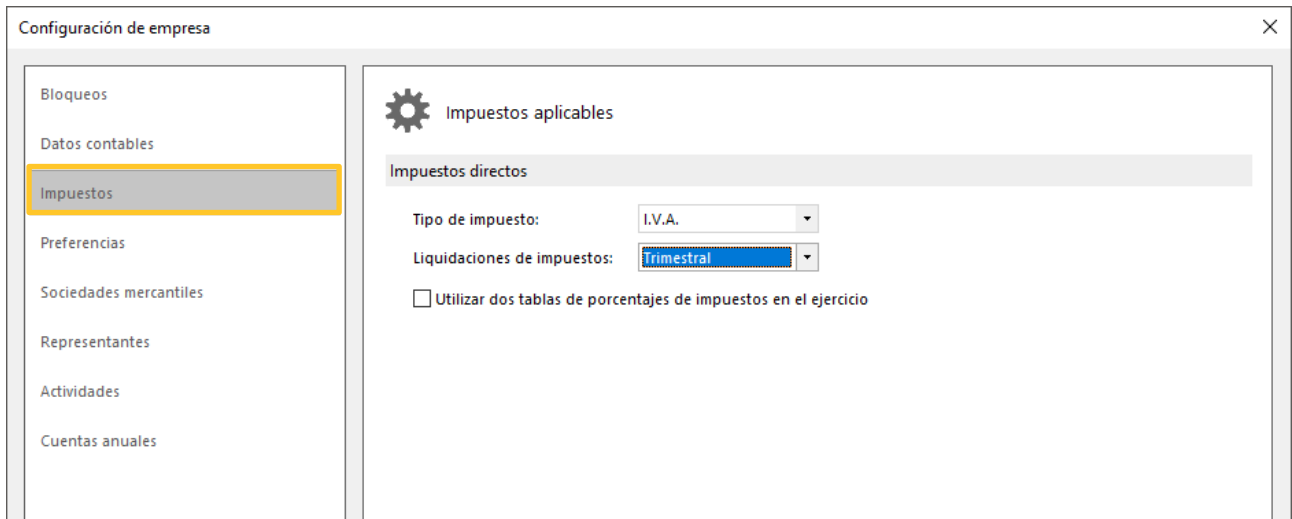 Configuración de empresa
Bloqueos
Datos contables
Impuestos
Preferencias
Sociedades mercantiles
Representantes
Actividades
Cuentas anuales
Impuestos aplicables
Impuestos directos
Tipo de impuesto: I.V.A.
Liquidaciones de impuestos: Trimestral
Utilizar dos tablas de porcentajes de impuestos en el ejercicio